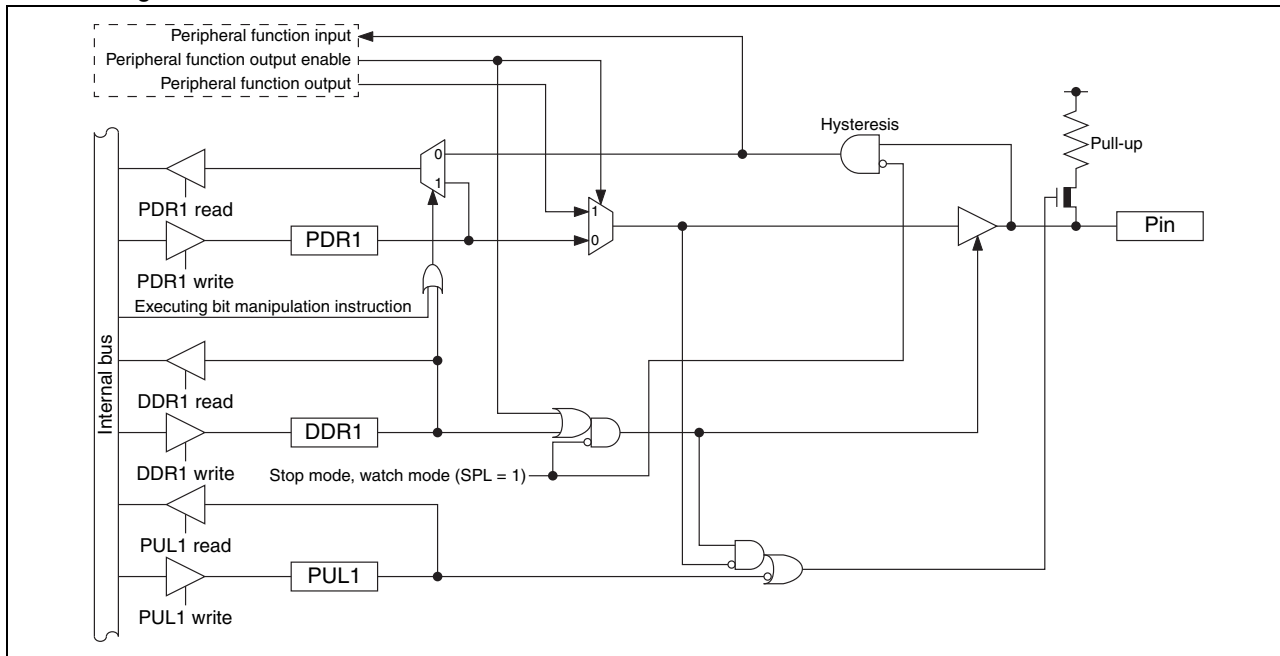 Peripheral function input
Peripheral function output enable
Peripheral function output
Hysteresis
Pull-up
0
1
PDR1 read
1
0
Pin
PDR1
PDR1 write
Executing bit manipulation instruction
Internal bus
DDR1 read
DDR1
DDR1 write
Stop mode, watch mode (SPL = 1)
PUL1 read
PUL1
PUL1 write